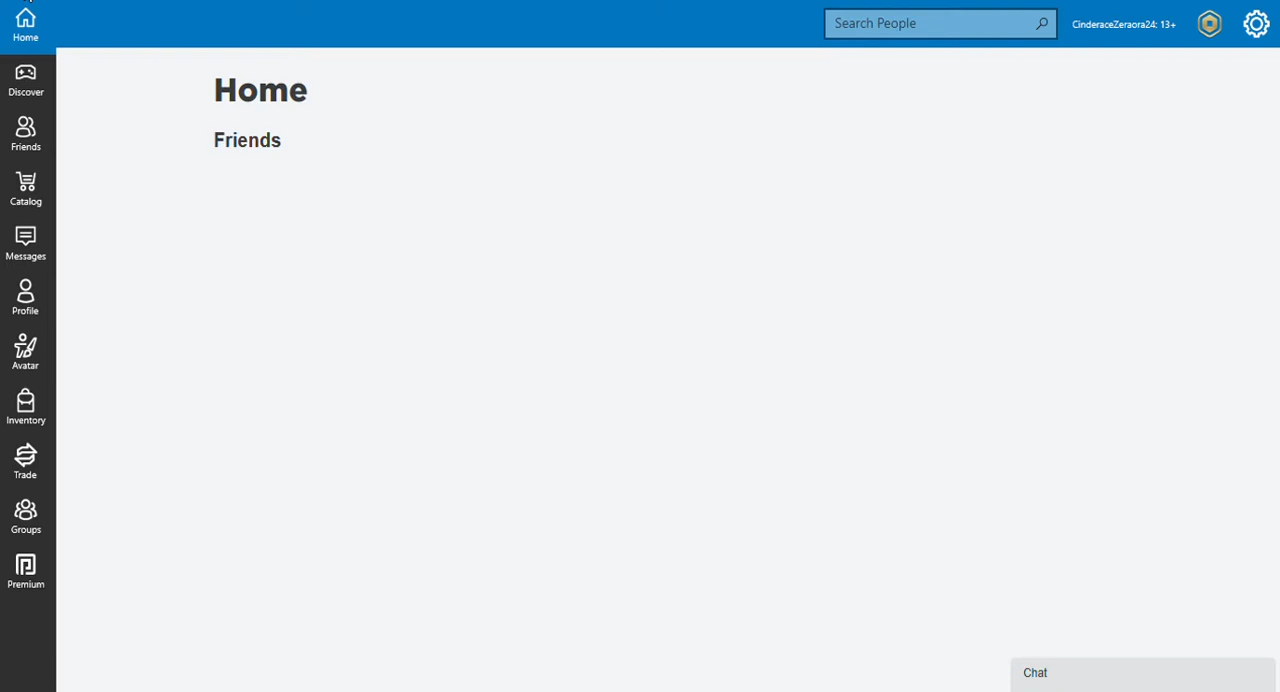 Home
Search People
CinderaceZeraora24: 13+
Discover
Friends
Catalog
Messages
Profile
Avatar
Inventory
Trade
Groups
Premium
Home
Friends
Chat